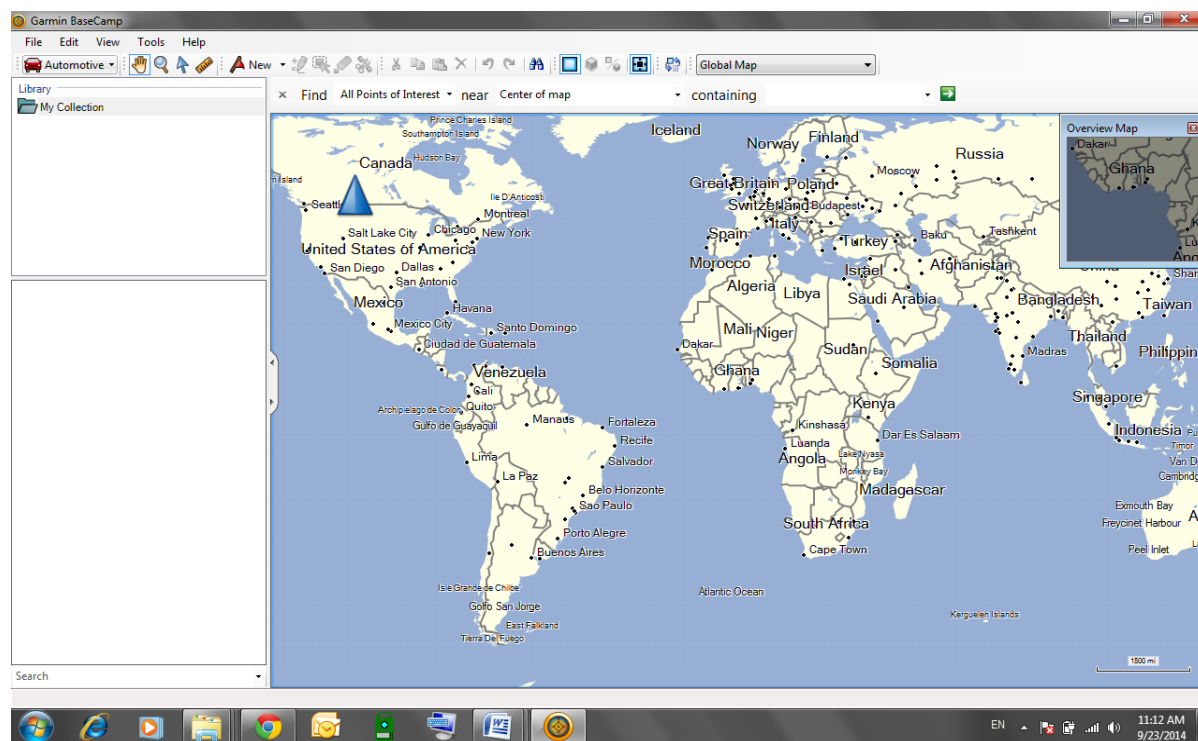 Garmin BaseCamp
File Edit View Tools Help
Automotive New Global Map
Library
My Collection
Find All Points of Interest near Center of map containing
Prince Charles Island
Southampton Island
Iceland
Norway Finland
Overview Map
Dakar
Ghana
Canada Hudson Bay
Russia
Moscow
Great Britain Poland
Ile D'Anticosti
Switzerland Budapest
Montreal
Italy
Salt Lake City Chicago New York
Spain
Turkey Baku Tashkent
United States of America
San Diego Dallas
Morocco Israel Afghanistan
San Antonio
Algeria Libya
Mexico Havana
Saudi Arabia Bangladesh Taiwan
Mexico City Santo Domingo
Mali Niger
Thailand
Ciudad de Guatemala
Dakar Sudan
Madras
Venezuela Ghana Somalia
Cali
Singapore
Quito
Kenya
Manaus Fortaleza
Gulfo de Guayaquil
Kinshasa Indonesia
Recife
Luanda Dar Es Salaam
Timor
Lima Salvador
Angola Lake Nyasa
Monkey Bay
La Paz
Belo Horizonte Madagascar
Sao Paulo
Exmouth Bay
South Africa Freycinet Harbour
Porto Alegre
Buenos Aires Cape Town
Peel Inlet
Isle Grande de Chiloe
Atlantic Ocean
Golfo San Jorge
Kerguelen Islands
East Falkland
Tierra Del Fuego
1500 mi
Search
EN 11:12 AM
9/23/2014